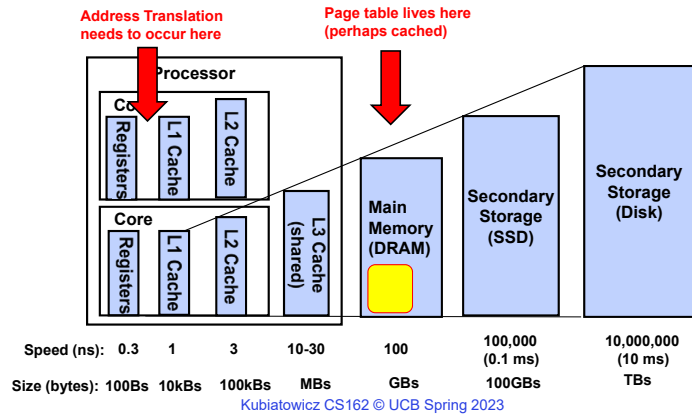 Address Translation
needs to occur here
Page table lives here
(perhaps cached)
Processor
Co
Registers
L1 Cache
L2 Cache
Core
Registers
L1 Cache
L2 Cache
L3 Cache
(shared)
Main
Memory
(DRAM)
Secondary
Storage
(SSD)
Secondary
Storage
(Disk)
Speed (ns): 0.3 1 3 10-30 100 100,000 10,000,000
(0.1 ms) (10 ms)
Size (bytes): 100Bs 10kBs 100kBs MBs GBs 100GBs TBs
Kubiatowicz CS162 © UCB Spring 2023